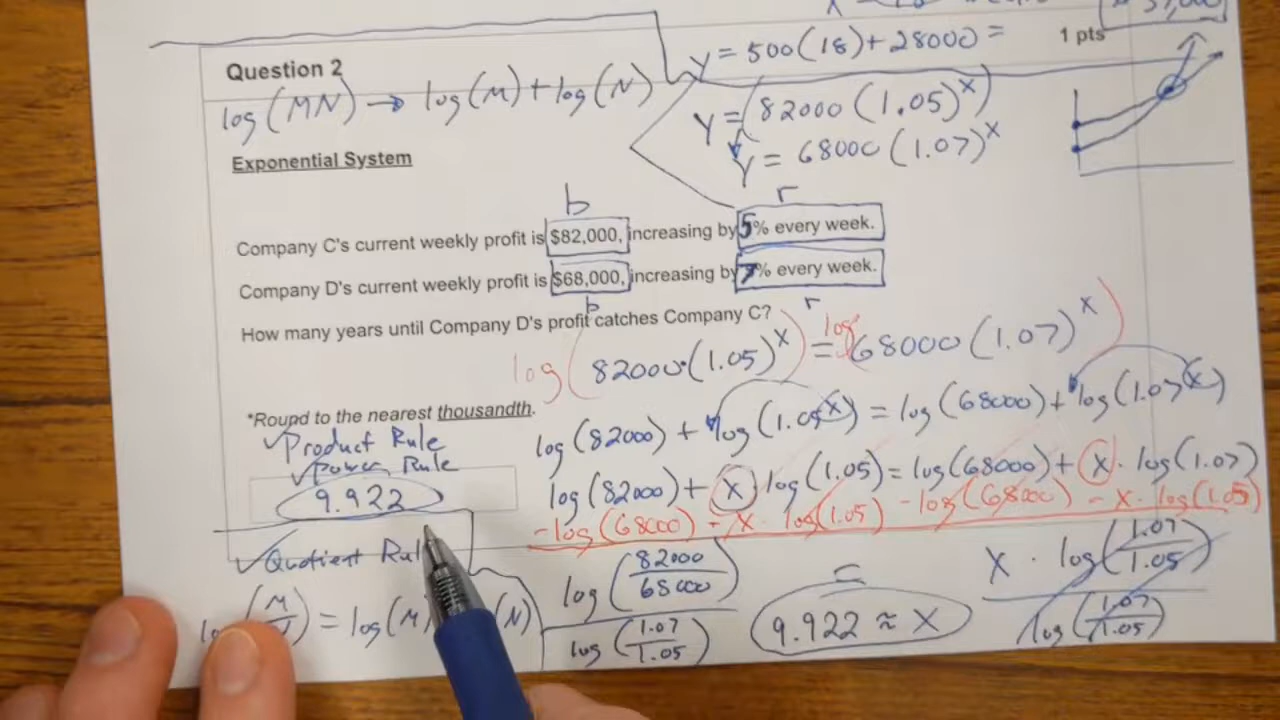 Y = 500(18) + 28000 =
1 pts
Question 2
log(MN) → log(M) + log(N)
Y = (82000 (1.05)^x)
Y = 68000 (1.07)^x
Exponential System
b
r
Company C's current weekly profit is $82,000, increasing by 5% every week.
Company D's current weekly profit is $68,000, increasing by 7% every week.
b
r
How many years until Company D's profit catches Company C?
log(82000·(1.05)^x) = log(68000 (1.07)^x)
*Round to the nearest thousandth.
log(82000) + log(1.05^x) = log(68000) + log(1.07^x)
✓Product Rule
✓Power Rule
log(82000) + x · log(1.05) = log(68000) + x · log(1.07)
9.922
-log(68000) - x · log(1.05) - log(68000) - x · log(1.05)
✓Quotient
log(82000/68000)
x · log(1.07/1.05)
= log(M) (N)
log(1.07/1.05)
9.922 ≈ x
log(1.07/1.05)